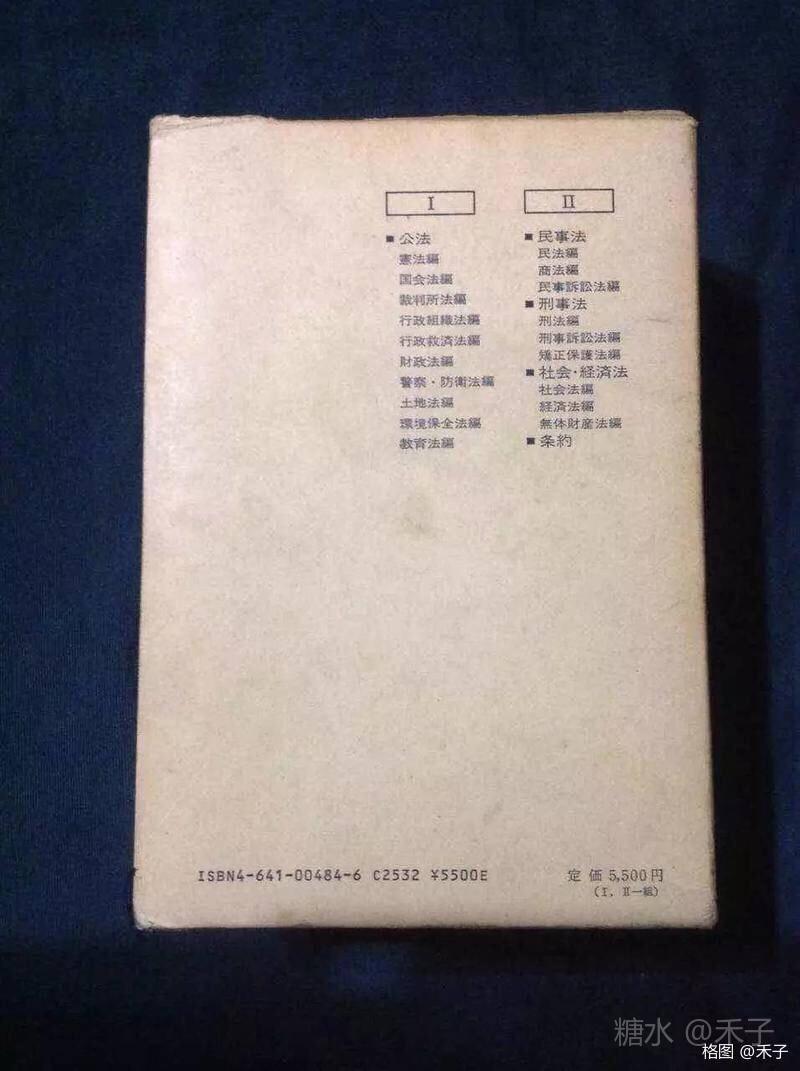 I
■ 公法
憲法編
国会法編
裁判所法編
行政組織法編
行政救済法編
財政法編
警察・防衛法編
土地法編
環境保全法編
教育法編
II
■ 民事法
民法編
商法編
民事訴訟法編
■ 刑事法
刑法編
刑事訴訟法編
矯正保護法編
■ 社会・経済法
社会法編
経済法編
無体財産法編
■ 条約
ISBN4-641-00484-6 C2532 ¥5500E
定価 5,500円
(I, II一組)
糖水 @禾子
格图 @禾子